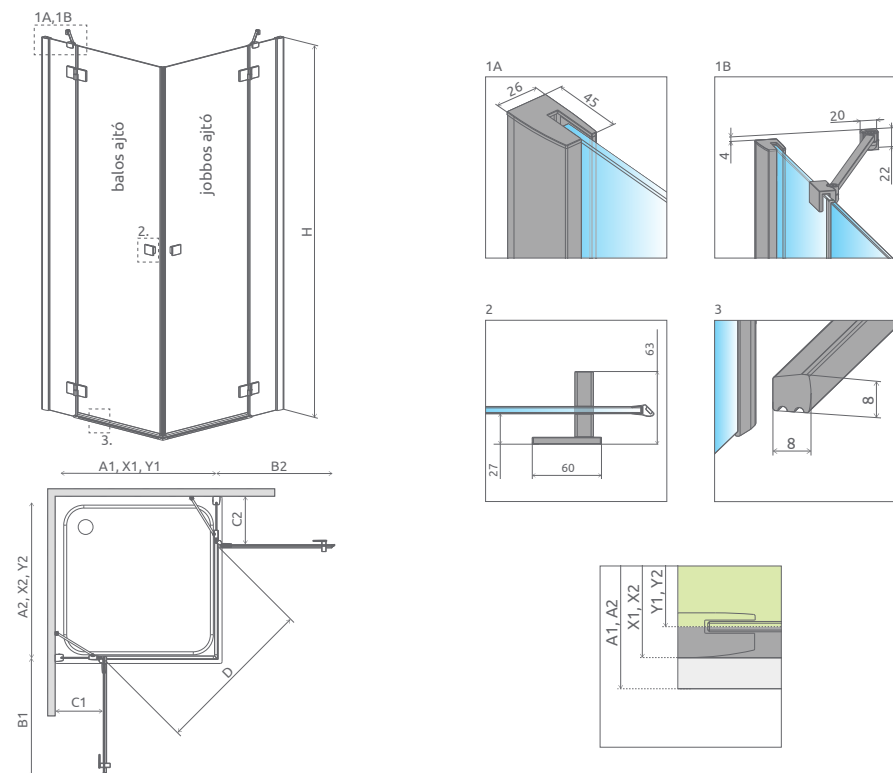 1A,1B
balos ajtó
jobbos ajtó
2.
H
3.
1A
26
45
1B
20
4
22
2
63
27
60
3
8
8
A1, X1, Y1
B2
A2, X2, Y2
C2
D
C1
B1
A1, A2
X1, X2
Y1, Y2